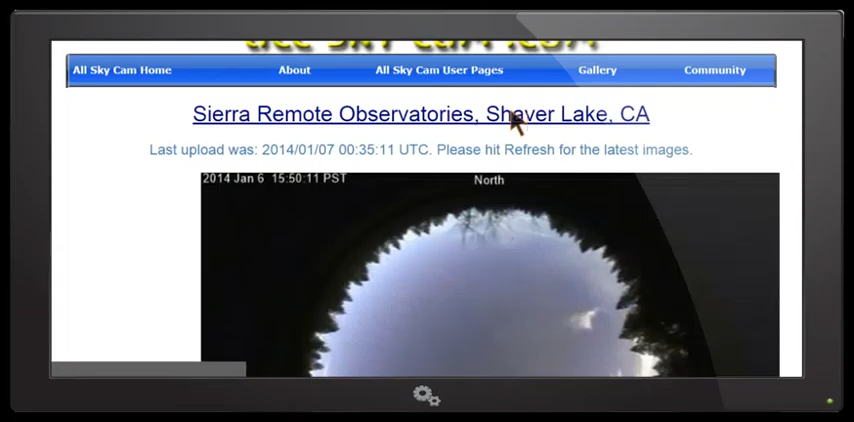 All Sky Cam Home About All Sky Cam User Pages Gallery Community
Sierra Remote Observatories, Shaver Lake, CA
Last upload was: 2014/01/07 00:35:11 UTC. Please hit Refresh for the latest images.
2014 Jan 6 15:50:11 PST North